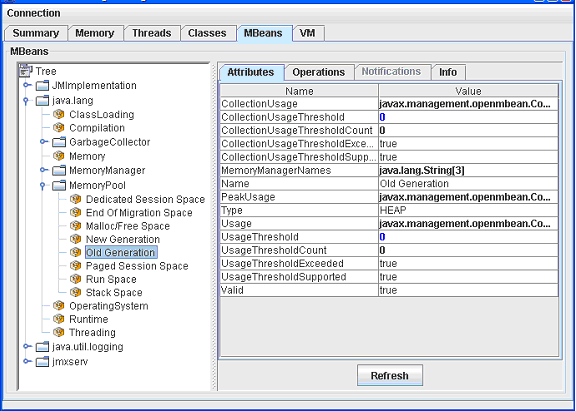 Connection
Summary Memory Threads Classes MBeans VM
MBeans
Tree
JMImplementation
java.lang
ClassLoading
Compilation
GarbageCollector
Memory
MemoryManager
MemoryPool
Dedicated Session Space
End Of Migration Space
Malloc/Free Space
New Generation
Old Generation
Paged Session Space
Run Space
Stack Space
OperatingSystem
Runtime
Threading
java.util.logging
jmxserv
Attributes Operations Notifications Info
Name Value
CollectionUsage javax.management.openmbean.Co...
CollectionUsageThreshold 0
CollectionUsageThresholdCount 0
CollectionUsageThresholdExce... true
CollectionUsageThresholdSupp... true
MemoryManagerNames java.lang.String[3]
Name Old Generation
PeakUsage javax.management.openmbean.Co...
Type HEAP
Usage javax.management.openmbean.Co...
UsageThreshold 0
UsageThresholdCount 0
UsageThresholdExceeded true
UsageThresholdSupported true
Valid true
Refresh